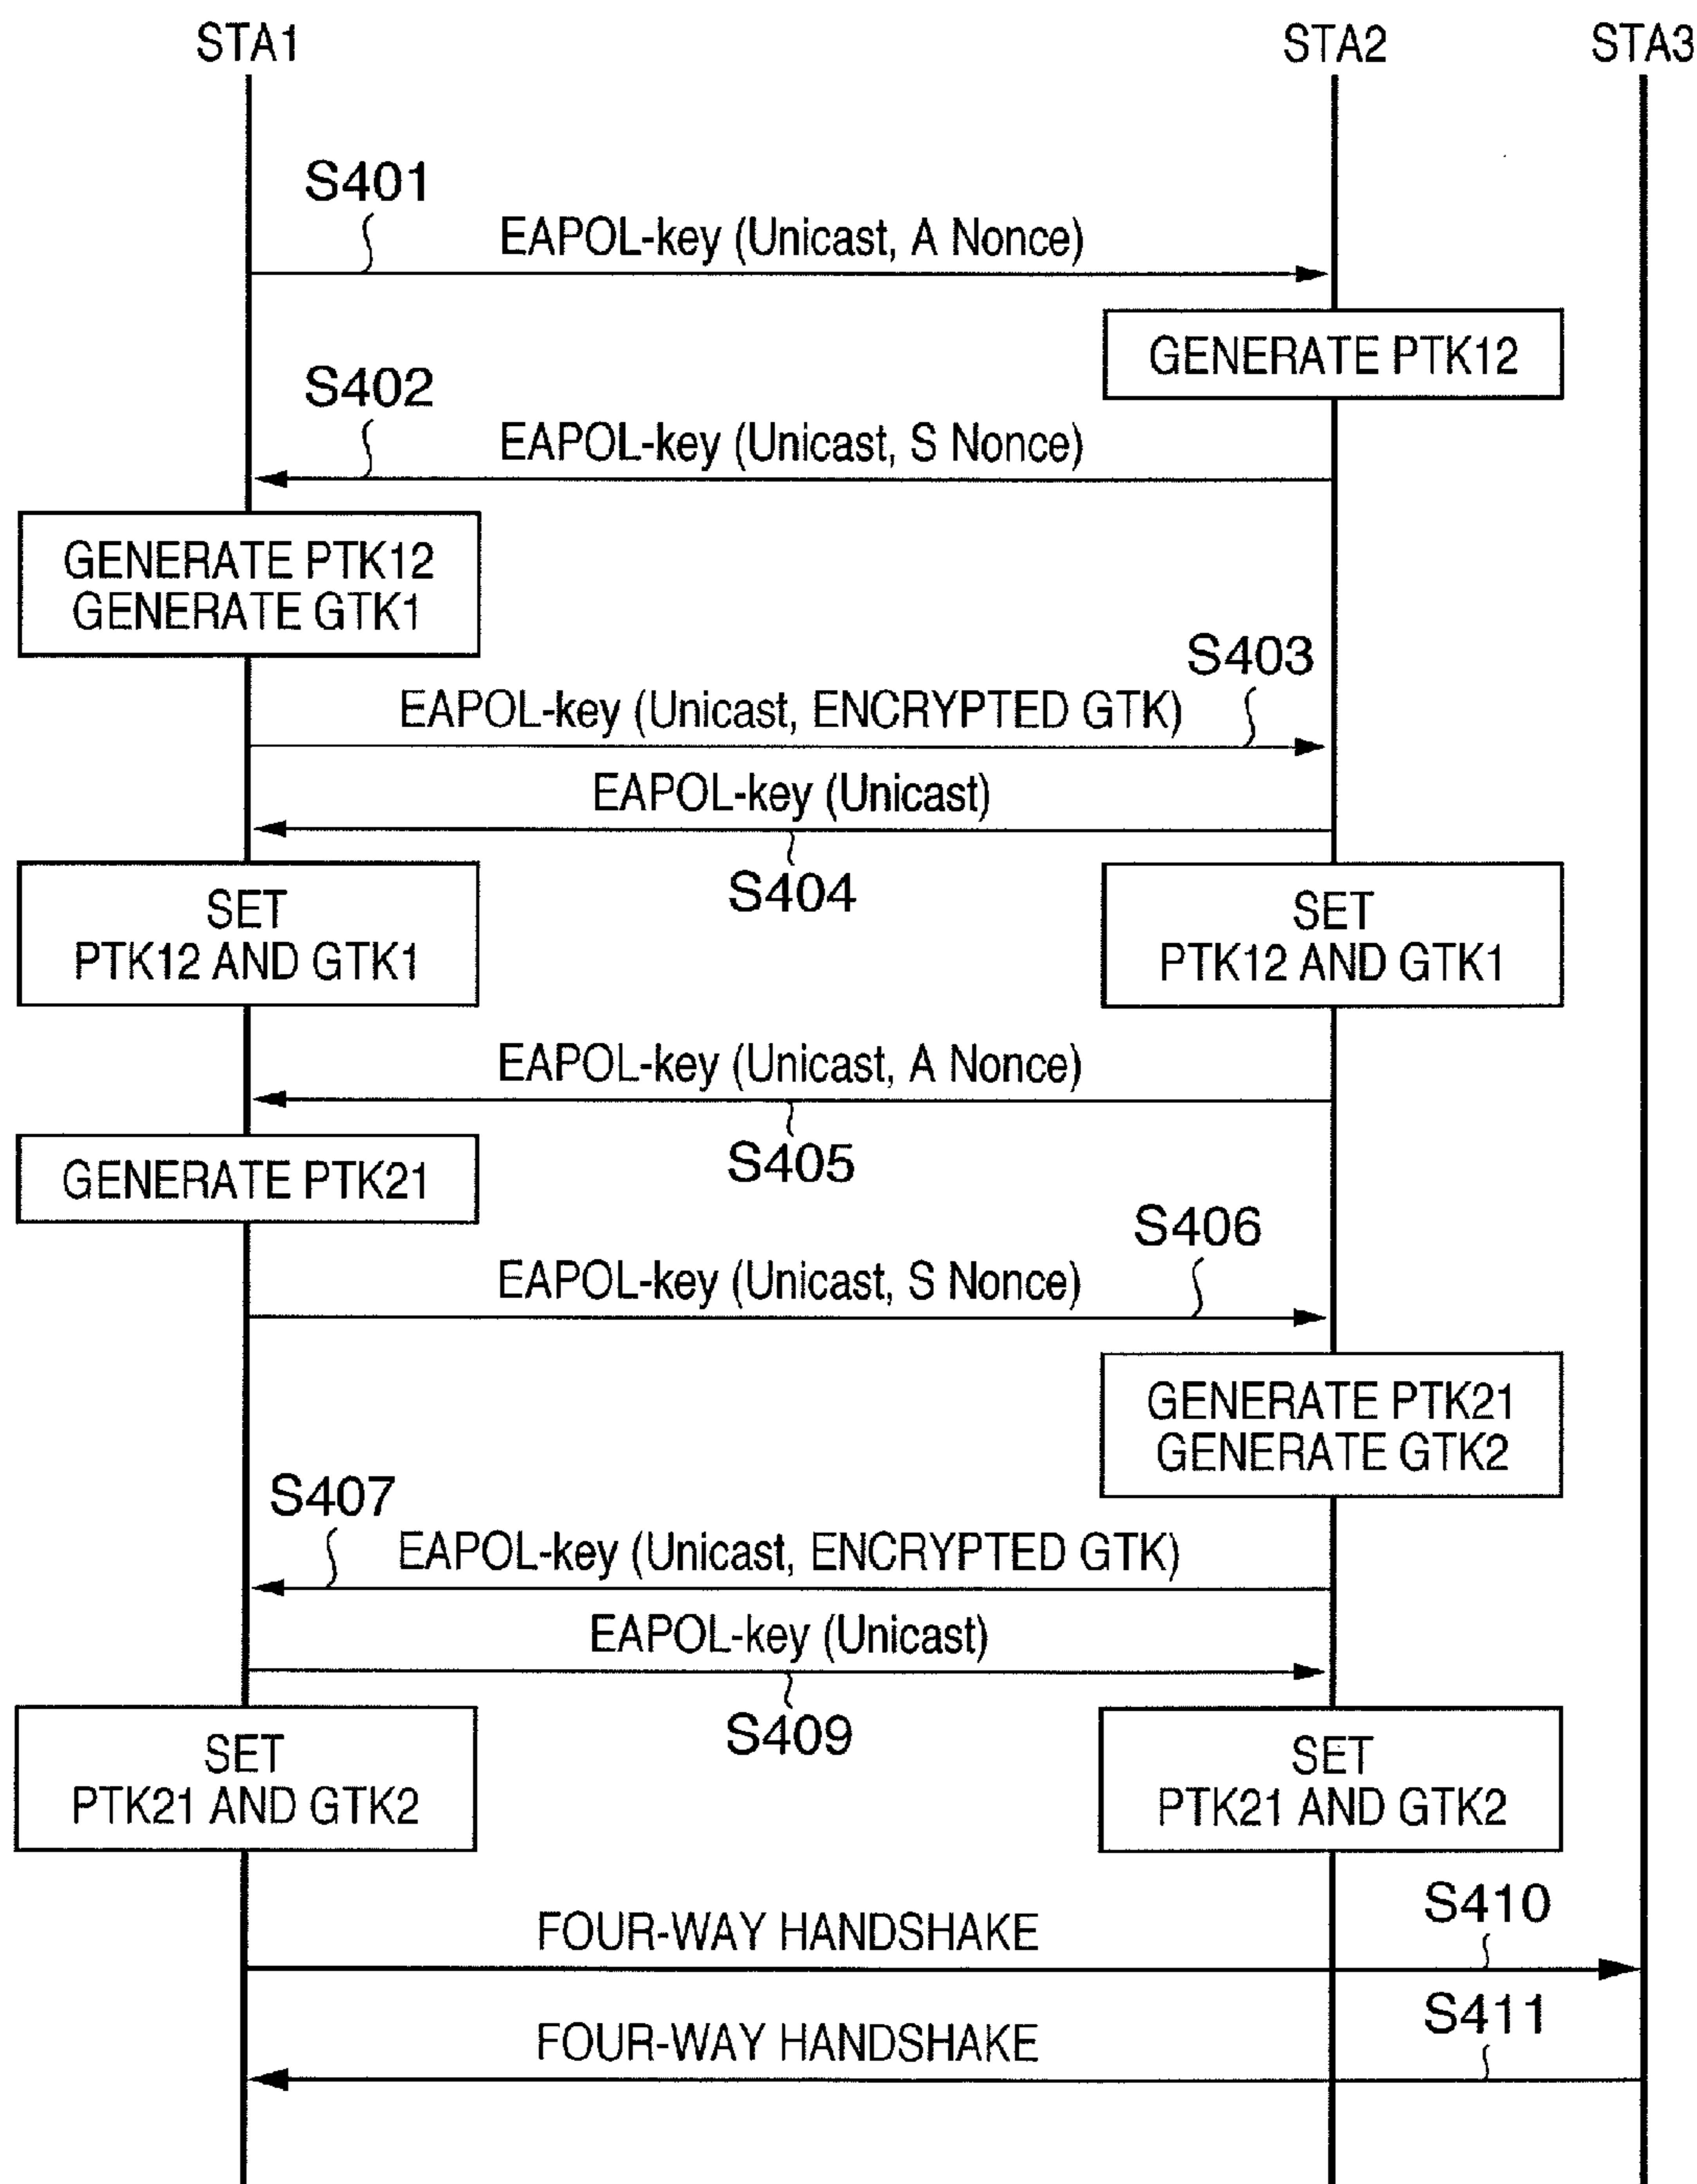 STA1
STA2
STA3
S401
EAPOL-key (Unicast, A Nonce)
GENERATE PTK12
S402
EAPOL-key (Unicast, S Nonce)
GENERATE PTK12
GENERATE GTK1
S403
EAPOL-key (Unicast, ENCRYPTED GTK)
EAPOL-key (Unicast)
S404
SET
PTK12 AND GTK1
SET
PTK12 AND GTK1
EAPOL-key (Unicast, A Nonce)
S405
GENERATE PTK21
S406
EAPOL-key (Unicast, S Nonce)
GENERATE PTK21
GENERATE GTK2
S407
EAPOL-key (Unicast, ENCRYPTED GTK)
EAPOL-key (Unicast)
S409
SET
PTK21 AND GTK2
SET
PTK21 AND GTK2
S410
FOUR-WAY HANDSHAKE
S411
FOUR-WAY HANDSHAKE